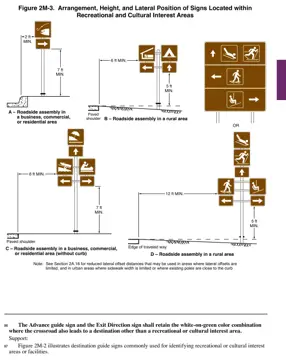 Figure 2M-3. Arrangement, Height, and Lateral Position of Signs Located within
Recreational and Cultural Interest Areas
2 ft
MIN.
7 ft
MIN.
A – Roadside assembly in
a business, commercial,
or residential area
6 ft MIN.
5 ft
MIN.
Paved
shoulder
B – Roadside assembly in a rural area
OR
6 ft MIN.
7 ft
MIN.
Paved shoulder
C – Roadside assembly in a business, commercial,
or residential area (without curb)
12 ft MIN.
5 ft
MIN.
Edge of traveled way
D – Roadside assembly in a rural area
Note: See Section 2A.19 for reduced lateral offset distances that may be used in areas where lateral offsets are
limited, and in urban areas where sidewalk width is limited or where existing poles are close to the curb
The Advance guide sign and the Exit Direction sign shall retain the white-on-green color combination
where the crossroad also leads to a destination other than a recreational or cultural interest area.
Support:
Figure 2M-2 illustrates destination guide signs commonly used for identifying recreational or cultural interest
areas or facilities.